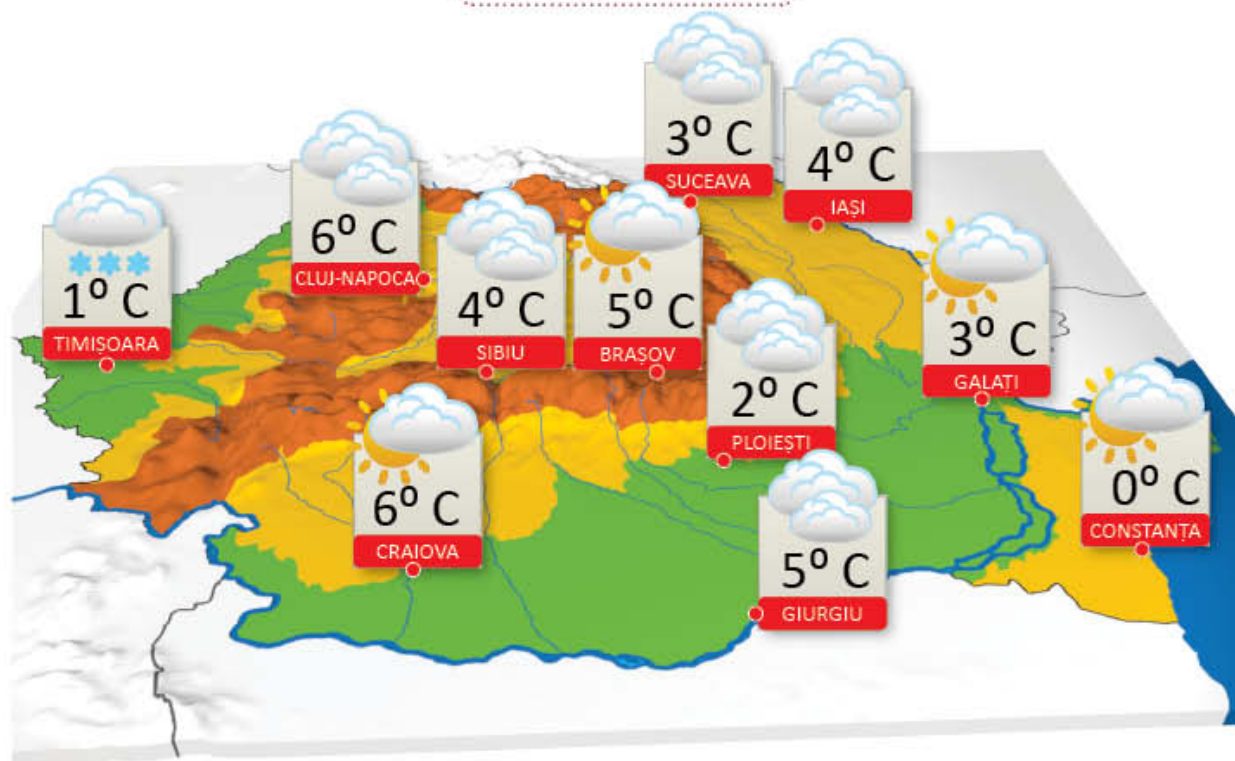 3º C
SUCEAVA
4º C
IAȘI
6º C
CLUJ-NAPOCA
1º C
TIMIȘOARA
4º C
SIBIU
5º C
BRAȘOV
3º C
GALAȚI
2º C
PLOIEȘTI
6º C
CRAIOVA
0º C
CONSTANȚA
5º C
GIURGIU